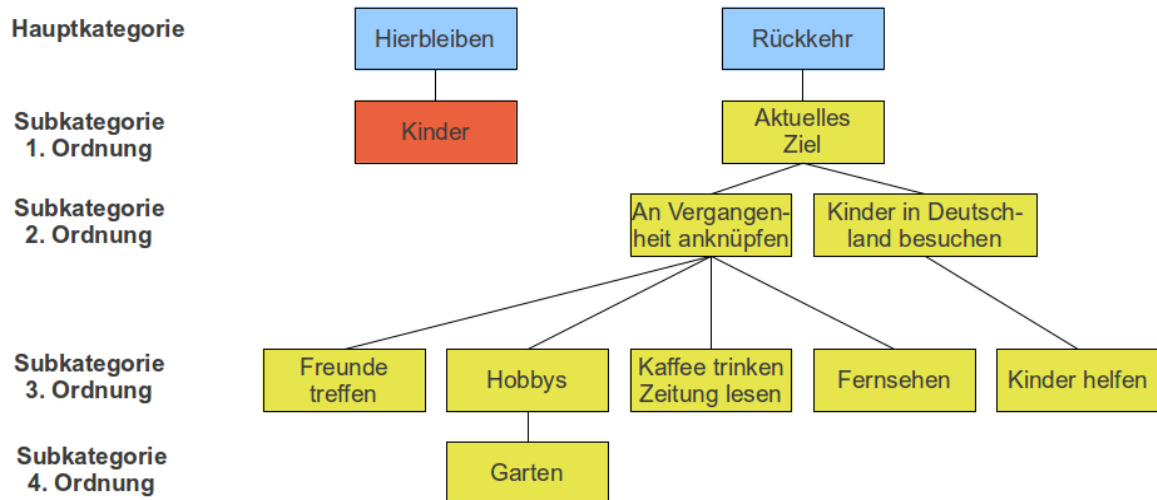 Hauptkategorie
Hierbleiben
Rückkehr
Subkategorie
1. Ordnung
Kinder
Aktuelles
Ziel
Subkategorie
2. Ordnung
An Vergangen-
heit anknüpfen
Kinder in Deutsch-
land besuchen
Subkategorie
3. Ordnung
Freunde
treffen
Hobbys
Kaffee trinken
Zeitung lesen
Fernsehen
Kinder helfen
Subkategorie
4. Ordnung
Garten